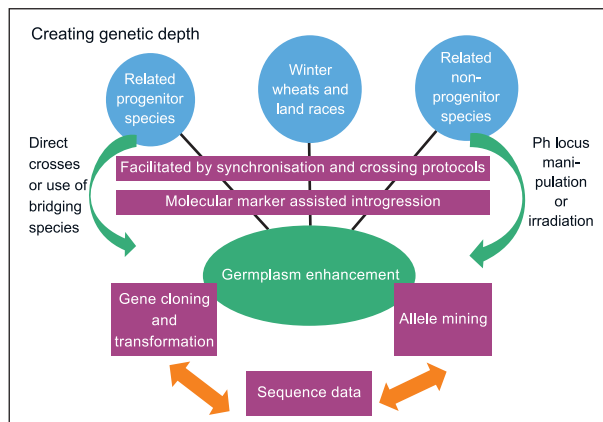 Creating genetic depth
Related
progenitor
species
Winter
wheats and
land races
Related
non-
progenitor
species
Direct
crosses
or use of
bridging
species
Facilitated by synchronisation and crossing protocols
Molecular marker assisted introgression
Ph locus
mani-
pulation
or
irradiation
Germplasm enhancement
Gene cloning
and
transformation
Allele mining
Sequence data